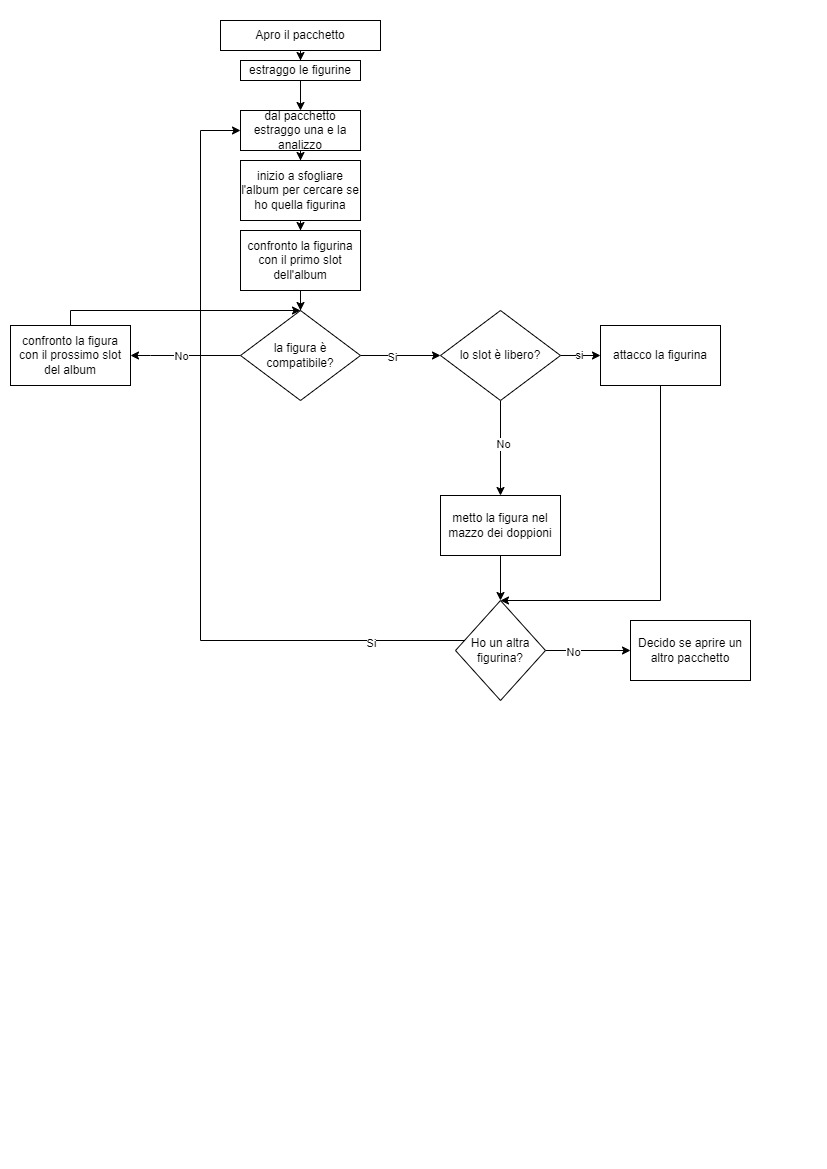 Apro il pacchetto
estraggo le figurine
dal pacchetto
estraggo una e la
analizzo
inizio a sfogliare
l'album per cercare se
ho quella figurina
confronto la figurina
con il primo slot
dell'album
confronto la figura
con il prossimo slot
del album
No
la figura è
compatibile?
Si
lo slot è libero?
si
attacco la figurina
No
metto la figura nel
mazzo dei doppioni
Si
Ho un altra
figurina?
No
Decido se aprire un
altro pacchetto